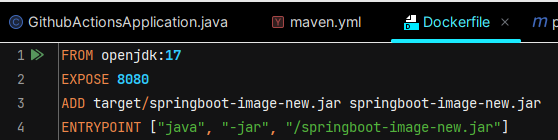 GithubActionsApplication.java maven.yml Dockerfile
1 FROM openjdk:17
2 EXPOSE 8080
3 ADD target/springboot-image-new.jar springboot-image-new.jar
4 ENTRYPOINT ["java", "-jar", "/springboot-image-new.jar"]